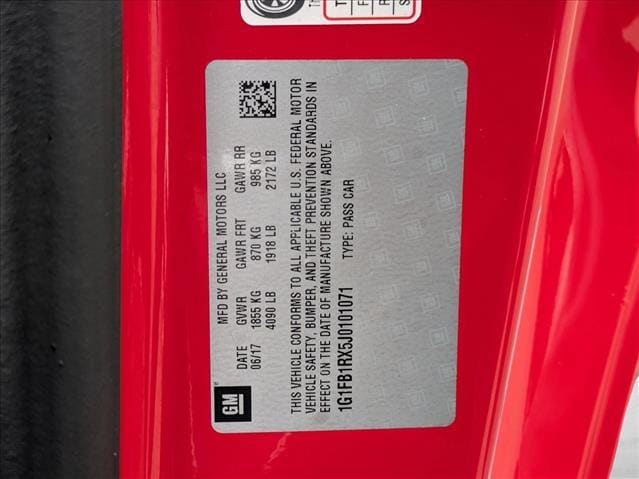 GM
MFD BY GENERAL MOTORS LLC
DATE GVWR GAWR FRT GAWR RR
06/17 1855 KG 870 KG 985 KG
4090 LB 1918 LB 2172 LB
THIS VEHICLE CONFORMS TO ALL APPLICABLE U.S. FEDERAL MOTOR
VEHICLE SAFETY, BUMPER, AND THEFT PREVENTION STANDARDS IN
EFFECT ON THE DATE OF MANUFACTURE SHOWN ABOVE.
1G1FB1RX5J0101071 TYPE: PASS CAR